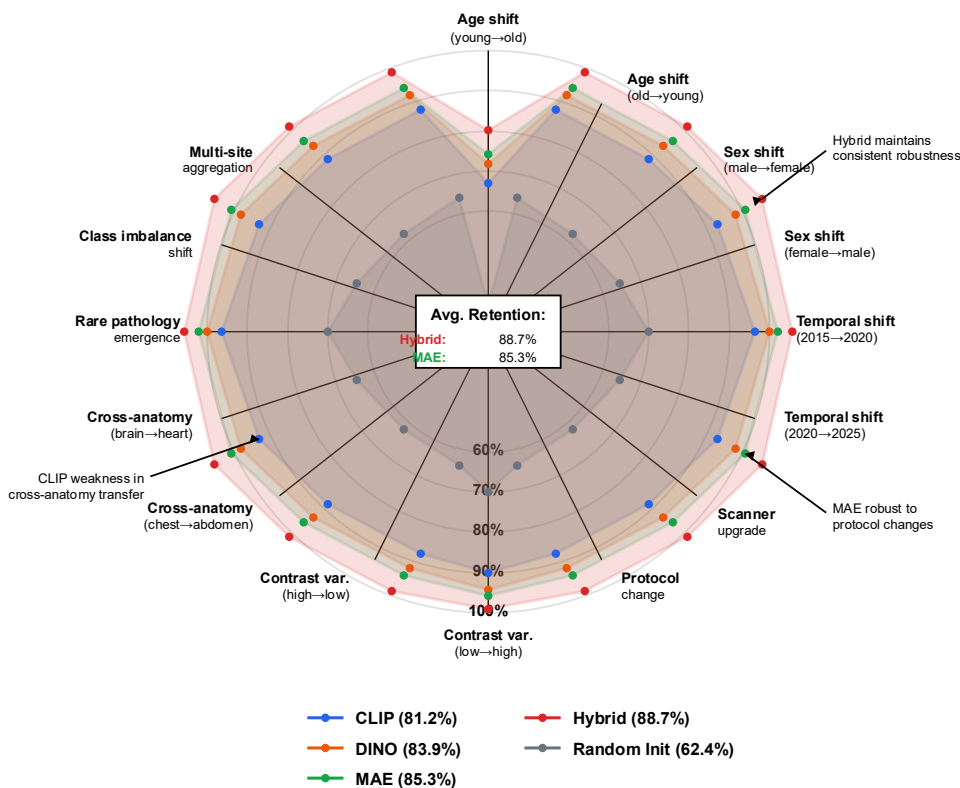 Age shift
(young→old)
Age shift
(old→young)
Sex shift
(male→female)
Hybrid maintains
consistent robustness
Multi-site
aggregation
Class imbalance
shift
Sex shift
(female→male)
Avg. Retention:
Hybrid: 88.7%
MAE: 85.3%
Rare pathology
emergence
Temporal shift
(2015→2020)
Cross-anatomy
(brain→heart)
Temporal shift
(2020→2025)
60%
70%
80%
90%
100%
CLIP weakness in
cross-anatomy transfer
Cross-anatomy
(chest→abdomen)
Scanner
upgrade
MAE robust to
protocol changes
Contrast var.
(high→low)
Protocol
change
Contrast var.
(low→high)
CLIP (81.2%)
DINO (83.9%)
MAE (85.3%)
Hybrid (88.7%)
Random Init (62.4%)